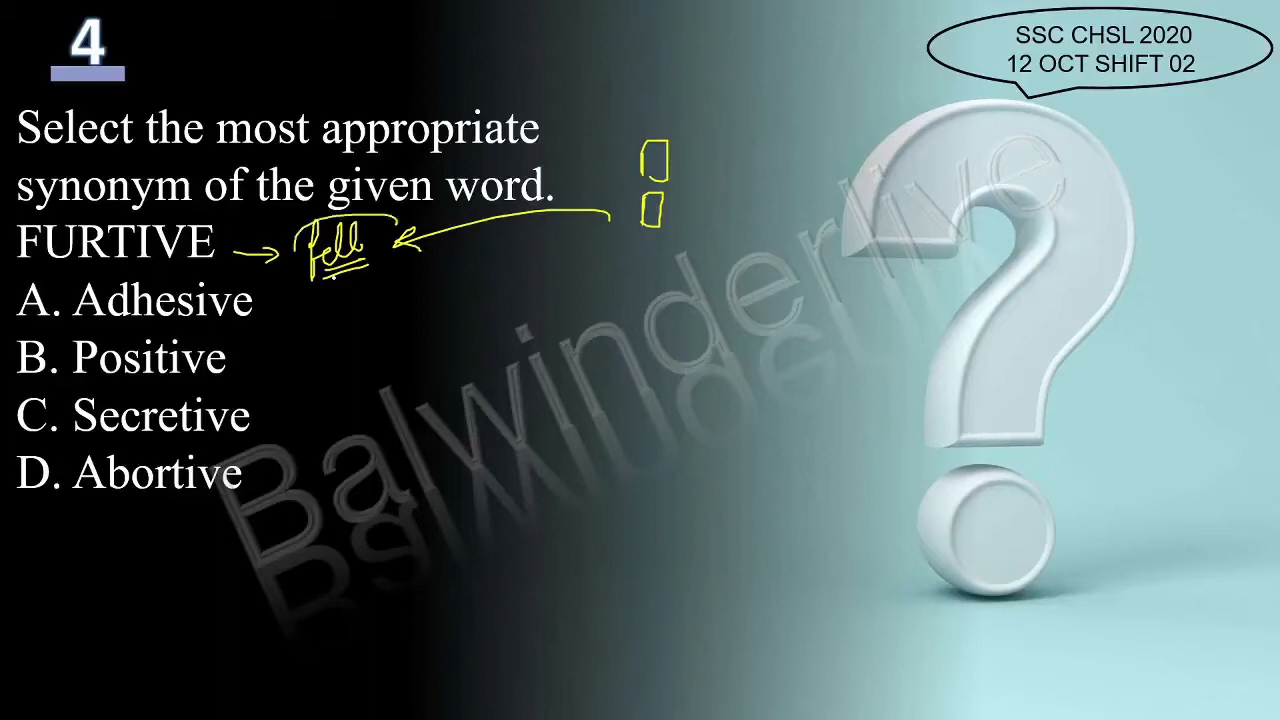 4
SSC CHSL 2020
12 OCT SHIFT 02
Select the most appropriate
synonym of the given word.
FURTIVE
A. Adhesive
B. Positive
C. Secretive
D. Abortive
Balwinderlive